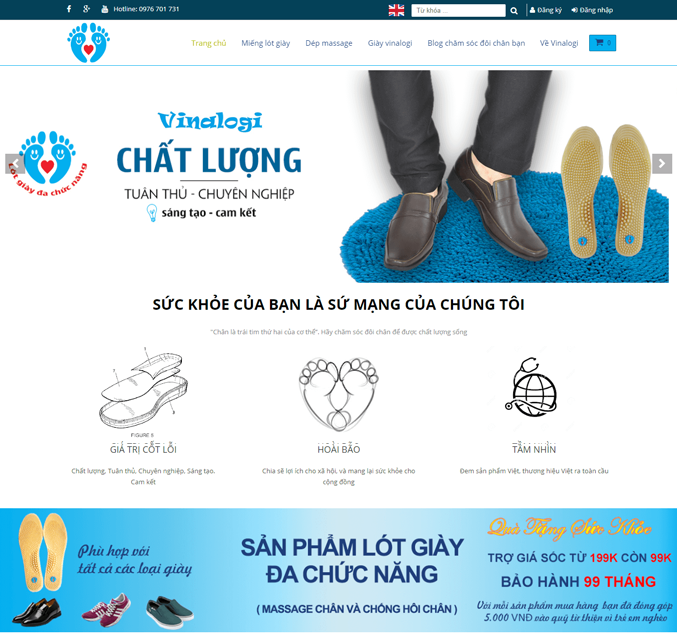 Hotline: 0976 701 731
Từ khóa ...
Đăng ký
Đăng nhập
Trang chủ
Miếng lót giày
Dép massage
Giày vinalogi
Blog chăm sóc đôi chân bạn
Về Vinalogi
0
Lót giày đa chức năng
Vinalogi
CHẤT LƯỢNG
TUÂN THỦ - CHUYÊN NGHIỆP
sáng tạo - cam kết
SỨC KHỎE CỦA BẠN LÀ SỨ MẠNG CỦA CHÚNG TÔI
"Chân là trái tim thứ hai của cơ thể", Hãy chăm sóc đôi chân để được chất lượng sống
FIGURE 9
GIÁ TRỊ CỐT LÕI
Chất lượng, Tuân thủ, Chuyên nghiệp, Sáng tạo.
Cam kết
HOÀI BÃO
Chia sẽ lợi ích cho xã hội, và mang lại sức khỏe cho
cộng đồng
TẦM NHÌN
Đem sản phẩm Việt, thương hiệu Việt ra toàn cầu
Phù hợp với
tất cả các loại giày
SẢN PHẨM LÓT GIÀY
ĐA CHỨC NĂNG
( MASSAGE CHÂN VÀ CHỐNG HÔI CHÂN )
Quà Tặng Sức Khỏe
TRỢ GIÁ SỐC TỪ 199K CÒN 99K
BẢO HÀNH 99 THÁNG
Với mỗi sản phẩm mua hàng bạn đã đóng góp
5.000 VNĐ vào quỹ từ thiện vì trẻ em nghèo